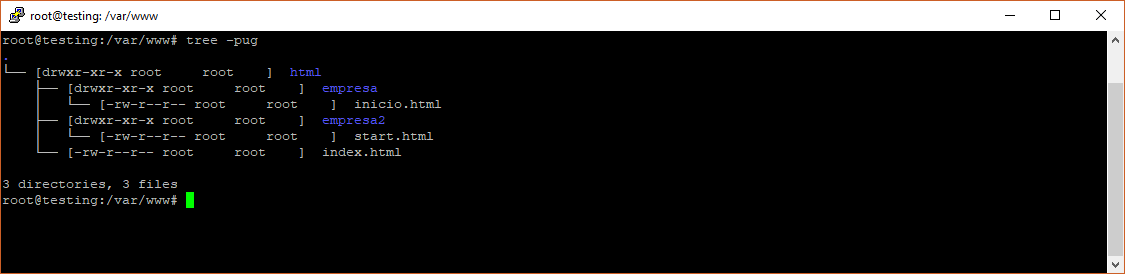 root@testing: /var/www
root@testing:/var/www# tree -pug
.
└── [drwxr-xr-x root     root    ]  html
    ├── [drwxr-xr-x root     root    ]  empresa
    │   └── [-rw-r--r-- root     root    ]  inicio.html
    ├── [drwxr-xr-x root     root    ]  empresa2
    │   └── [-rw-r--r-- root     root    ]  start.html
    └── [-rw-r--r-- root     root    ]  index.html
3 directories, 3 files
root@testing:/var/www#